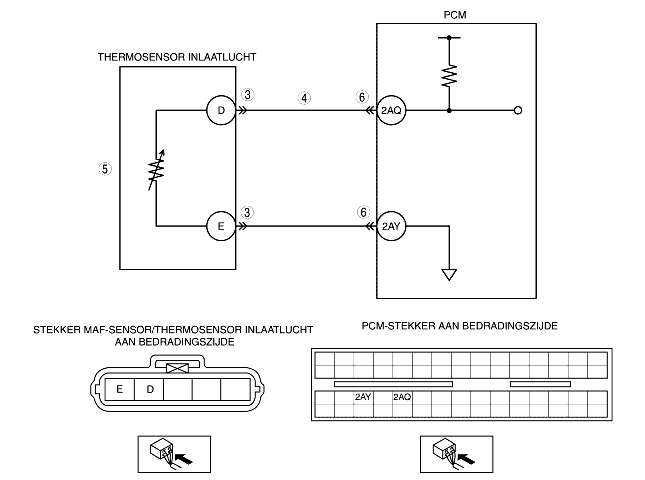 PCM
THERMOSENSOR INLAATLUCHT
3
4
6
D
2AQ
5
3
6
E
2AY
STEKKER MAF-SENSOR/THERMOSENSOR INLAATLUCHT
AAN BEDRADINGSZIJDE
PCM-STEKKER AAN BEDRADINGSZIJDE
E D
2AY 2AQ